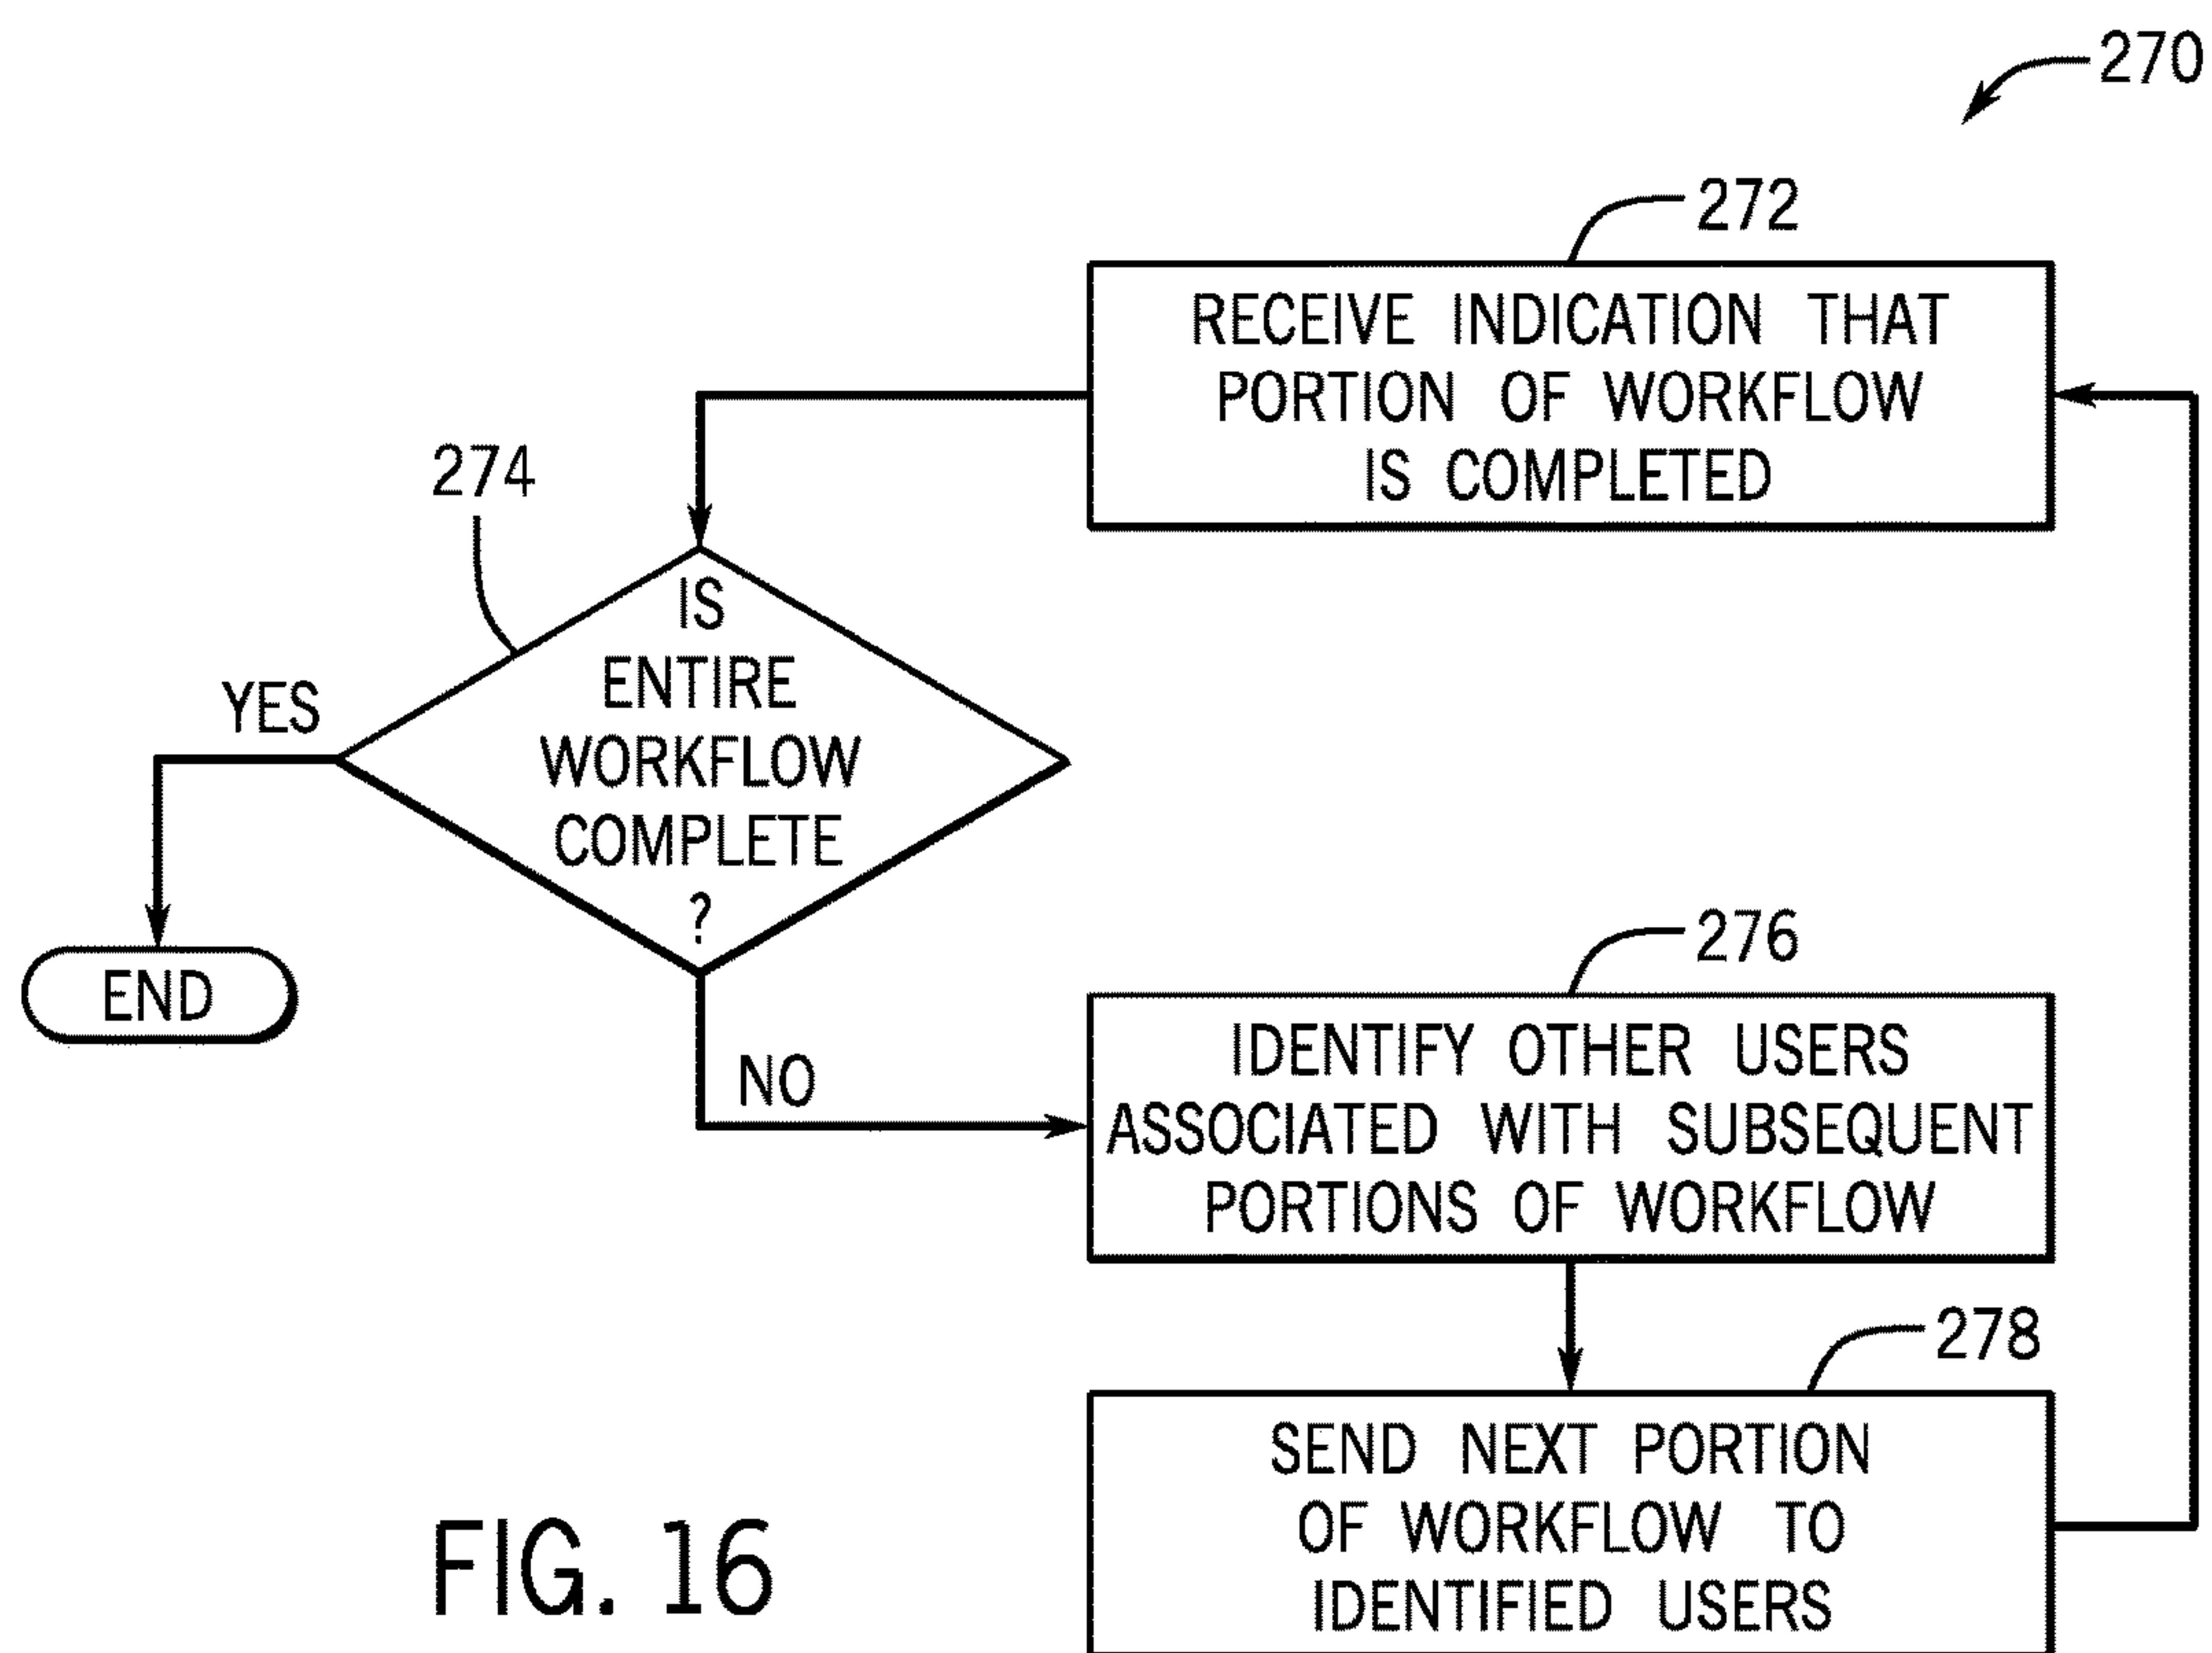 270
272
RECEIVE INDICATION THAT
PORTION OF WORKFLOW
IS COMPLETED
274
IS
ENTIRE
WORKFLOW
COMPLETE
?
YES
END
NO
276
IDENTIFY OTHER USERS
ASSOCIATED WITH SUBSEQUENT
PORTIONS OF WORKFLOW
278
SEND NEXT PORTION
OF WORKFLOW TO
IDENTIFIED USERS
FIG. 16